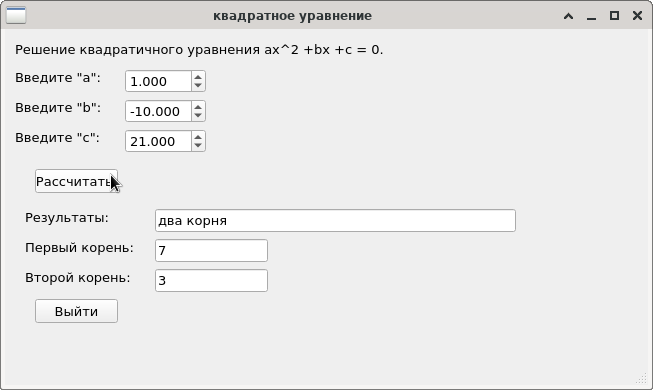 квадратное уравнение
Решение квадратичного уравнения ax^2 +bx +c = 0.
Введите "a": 1.000
Введите "b": -10.000
Введите "c": 21.000
Рассчитать
Результаты: два корня
Первый корень: 7
Второй корень: 3
Выйти